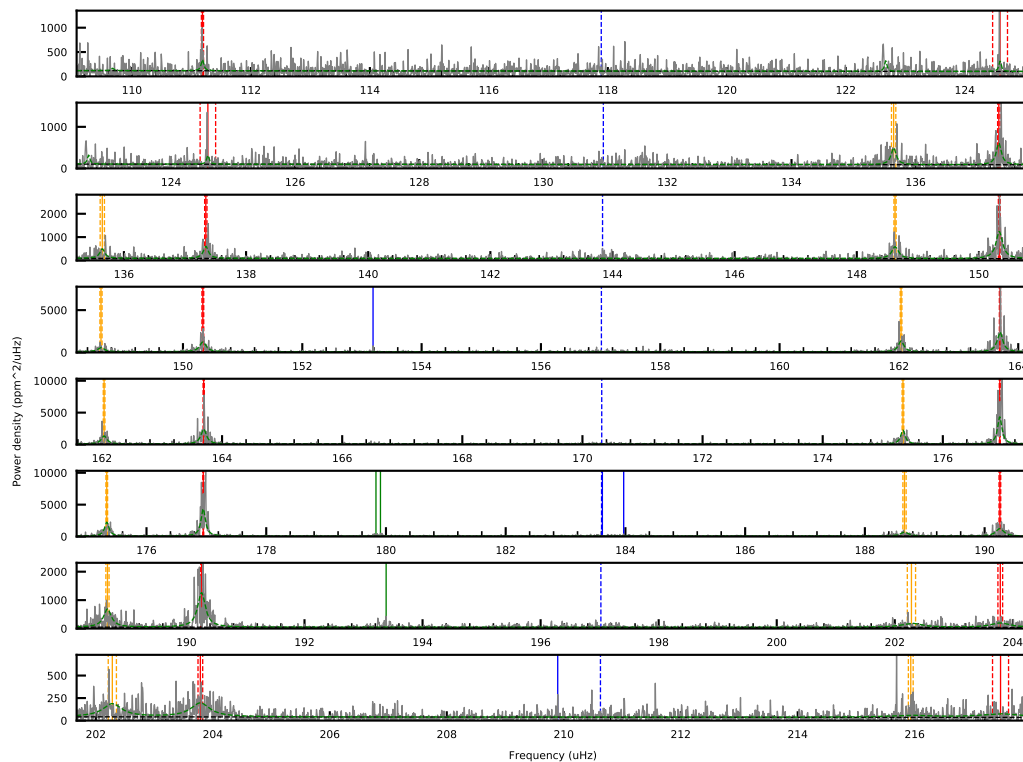 1000
500
0
110 112 114 116 118 120 122 124
1000
0
124 126 128 130 132 134 136
2000
1000
0
136 138 140 142 144 146 148 150
5000
0
150 152 154 156 158 160 162 164
10000
5000
0
162 164 166 168 170 172 174 176
10000
5000
0
176 178 180 182 184 186 188 190
2000
1000
0
190 192 194 196 198 200 202 204
500
250
0
202 204 206 208 210 212 214 216
Power density (ppm^2/uHz)
Frequency (uHz)